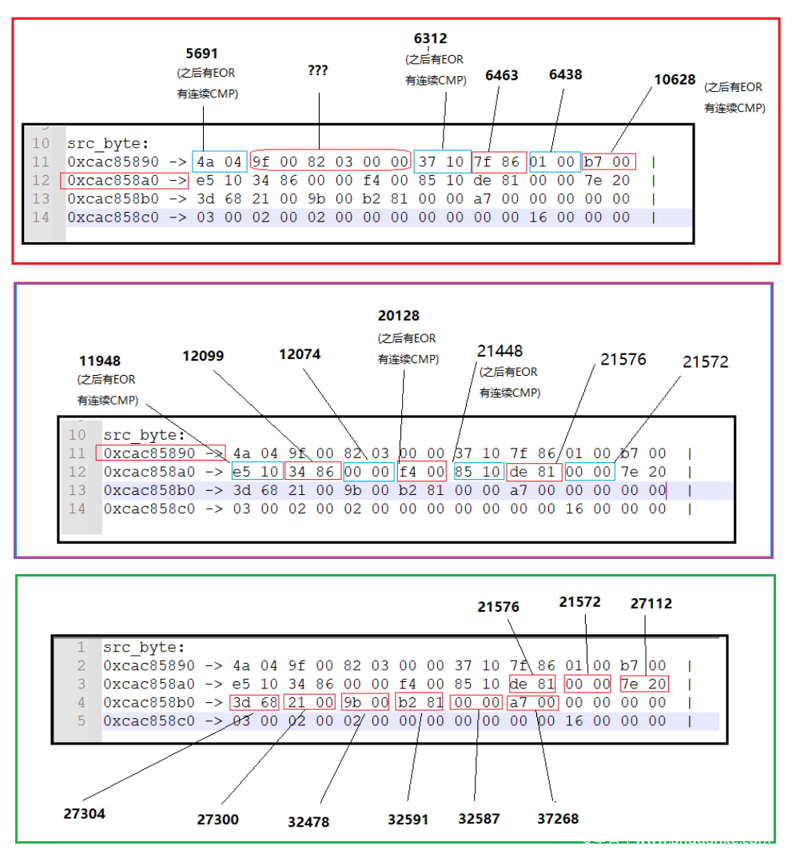 5691
(之后有EOR
有连续CMP)
???
6312
(之后有EOR
有连续CMP)
6463
6438
10628
(之后有EOR
有连续CMP)
10 src_byte:
11 0xcac85890 -> 4a 04 9f 00 82 03 00 00 37 10 7f 86 01 00 b7 00 |
12 0xcac858a0 -> e5 10 34 86 00 00 f4 00 85 10 de 81 00 00 7e 20 |
13 0xcac858b0 -> 3d 68 21 00 9b 00 b2 81 00 00 a7 00 00 00 00 00 |
14 0xcac858c0 -> 03 00 02 00 02 00 00 00 00 00 00 00 16 00 00 00 |
11948
(之后有EOR
有连续CMP)
12099
12074
20128
(之后有EOR
有连续CMP)
21448
(之后有EOR
有连续CMP)
21576
21572
10 src_byte:
11 0xcac85890 -> 4a 04 9f 00 82 03 00 00 37 10 7f 86 01 00 b7 00 |
12 0xcac858a0 -> e5 10 34 86 00 00 f4 00 85 10 de 81 00 00 7e 20 |
13 0xcac858b0 -> 3d 68 21 00 9b 00 b2 81 00 00 a7 00 00 00 00 00 |
14 0xcac858c0 -> 03 00 02 00 02 00 00 00 00 00 00 00 16 00 00 00 |
21576
21572
27112
1 src_byte:
2 0xcac85890 -> 4a 04 9f 00 82 03 00 00 37 10 7f 86 01 00 b7 00 |
3 0xcac858a0 -> e5 10 34 86 00 00 f4 00 85 10 de 81 00 00 7e 20 |
4 0xcac858b0 -> 3d 68 21 00 9b 00 b2 81 00 00 a7 00 00 00 00 00 |
5 0xcac858c0 -> 03 00 02 00 02 00 00 00 00 00 00 00 16 00 00 00 |
27304
27300
32478
32591
32587
37268